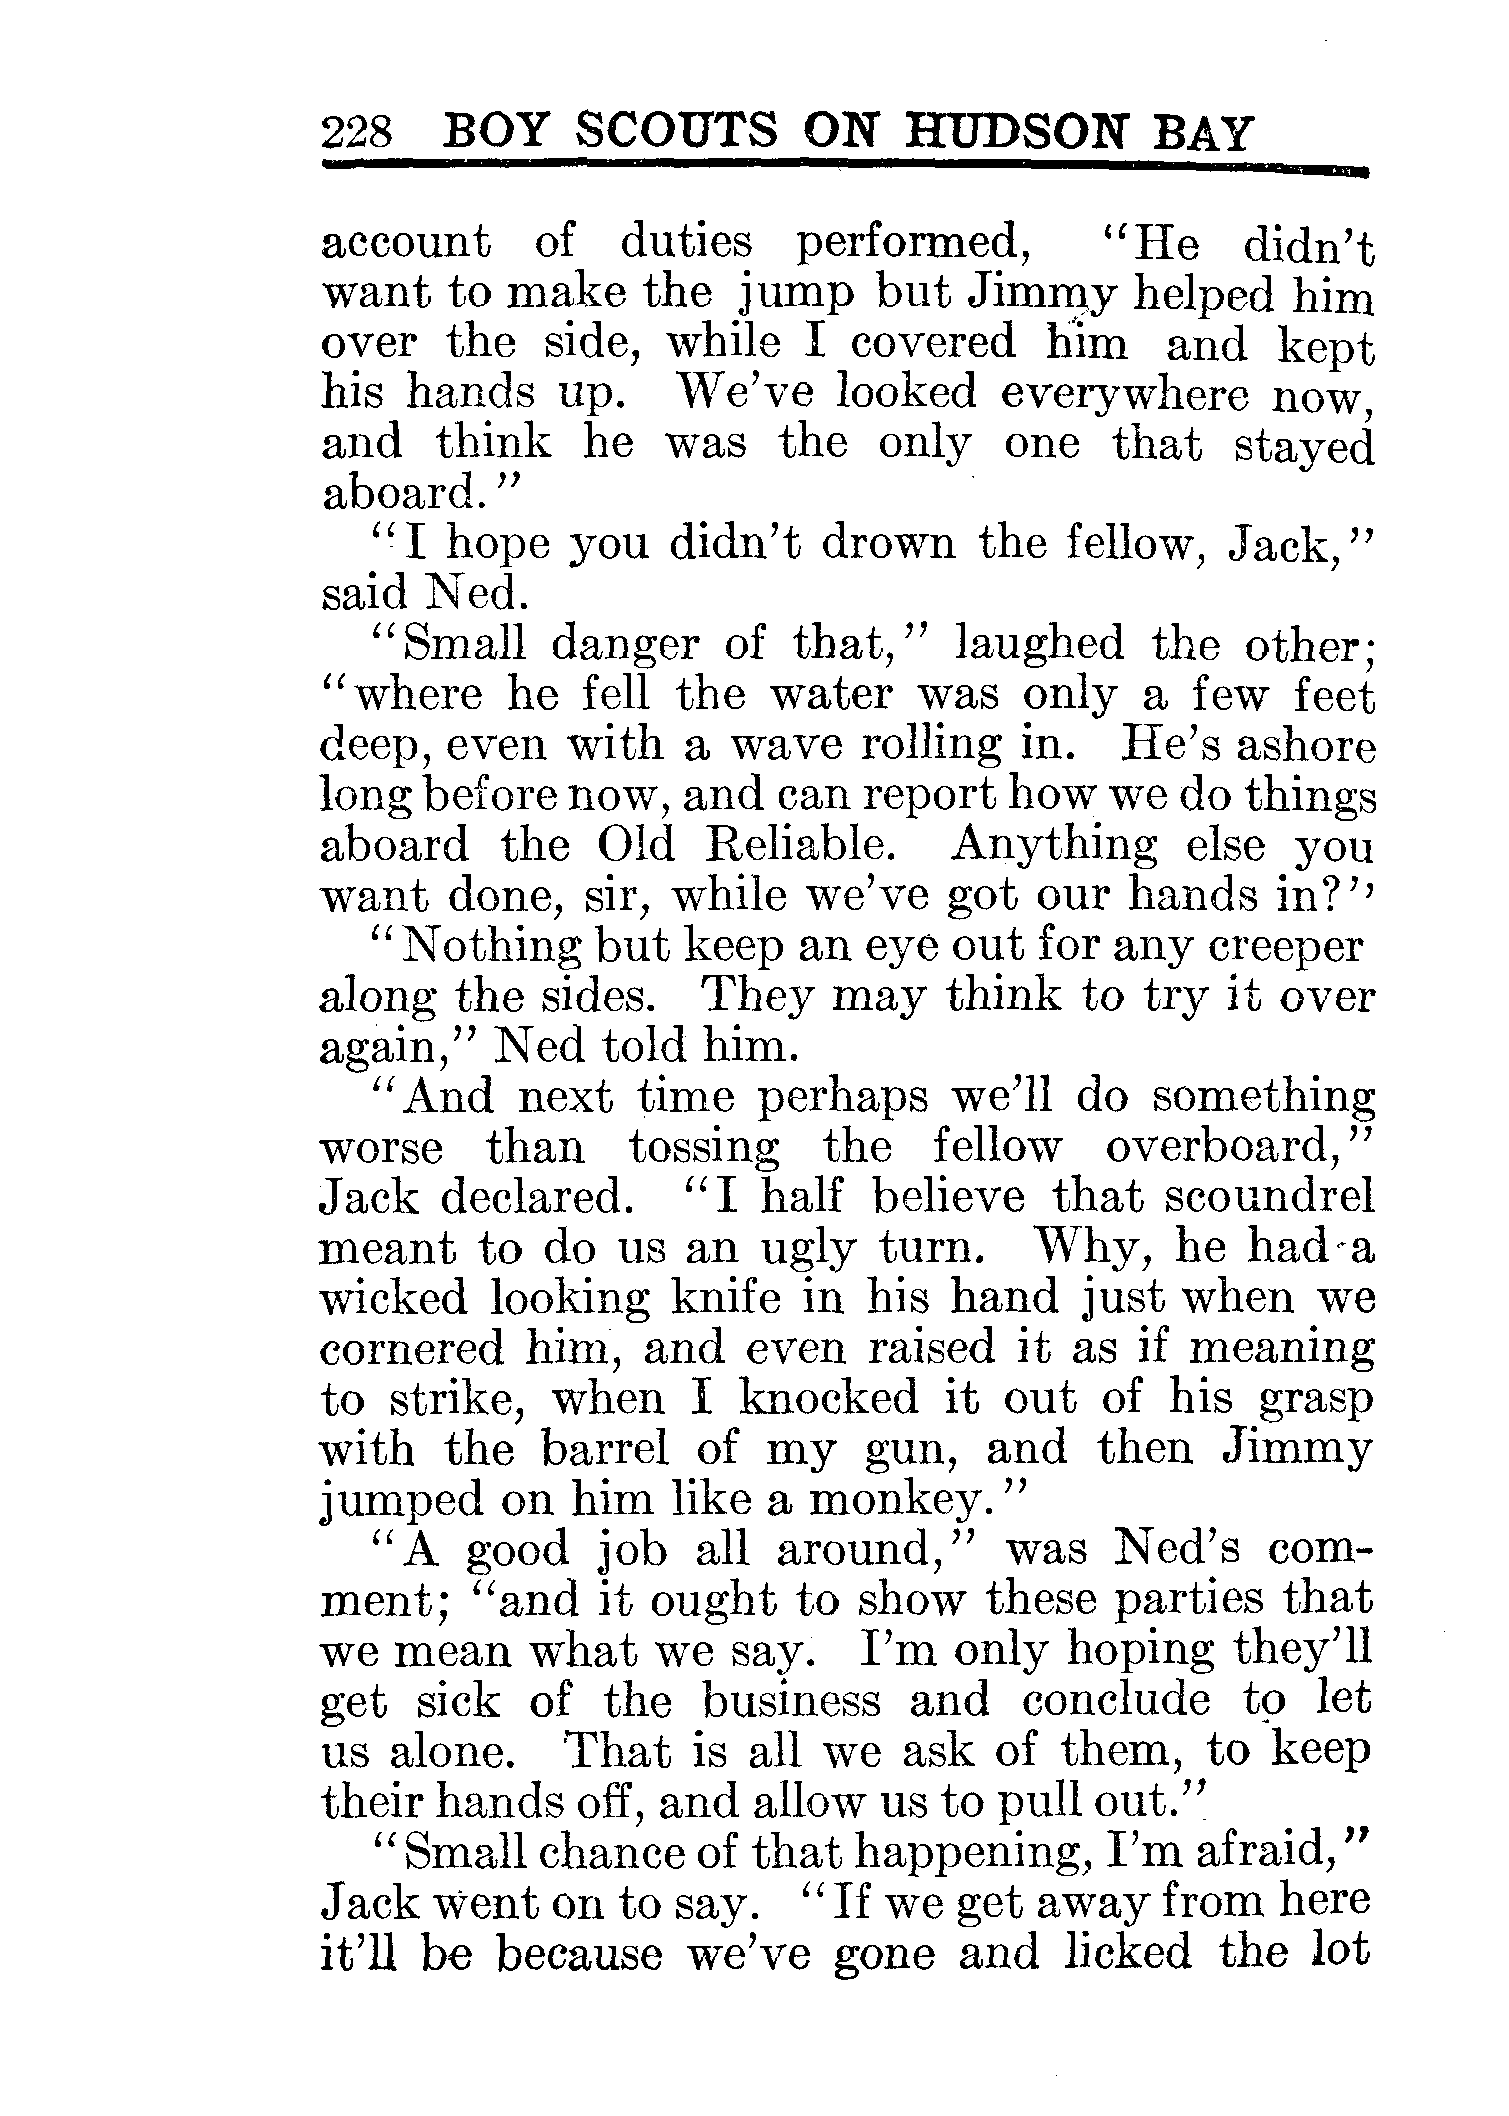 228 BOY SCOUTS ON HUDSON BAY
account of duties performed, "He didn't
want to make the jump but Jimmy helped him
over the side, while I covered him and kept
his hands up. We've looked everywhere now,
and think he was the only one that stayed
aboard."
"I hope you didn't drown the fellow, Jack,"
said Ned.
"Small danger of that," laughed the other;
"where he fell the water was only a few feet
deep, even with a wave rolling in. He's ashore
long before now, and can report how we do things
aboard the Old Reliable. Anything else you
want done, sir, while we've got our hands in?"
"Nothing but keep an eye out for any creeper
along the sides. They may think to try it over
again," Ned told him.
"And next time perhaps we'll do something
worse than tossing the fellow overboard,"
Jack declared. "I half believe that scoundrel
meant to do us an ugly turn. Why, he had a
wicked looking knife in his hand just when we
cornered him, and even raised it as if meaning
to strike, when I knocked it out of his grasp
with the barrel of my gun, and then Jimmy
jumped on him like a monkey."
"A good job all around," was Ned's com-
ment; "and it ought to show these parties that
we mean what we say. I'm only hoping they'll
get sick of the business and conclude to let
us alone. That is all we ask of them, to keep
their hands off, and allow us to pull out."
"Small chance of that happening, I'm afraid,"
Jack went on to say. "If we get away from here
it'll be because we've gone and licked the lot